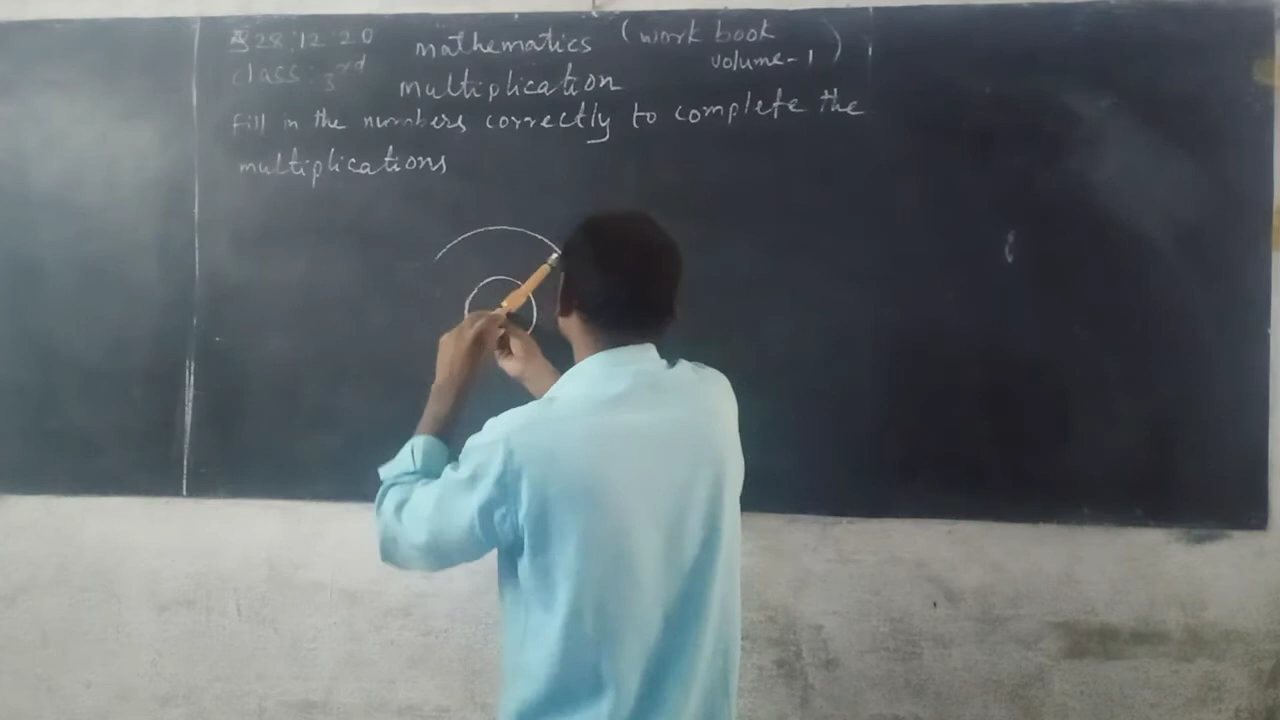 28:12:20 mathematics (work book
class: 3rd multiplication volume-1)
Fill in the numbers correctly to complete the
multiplications